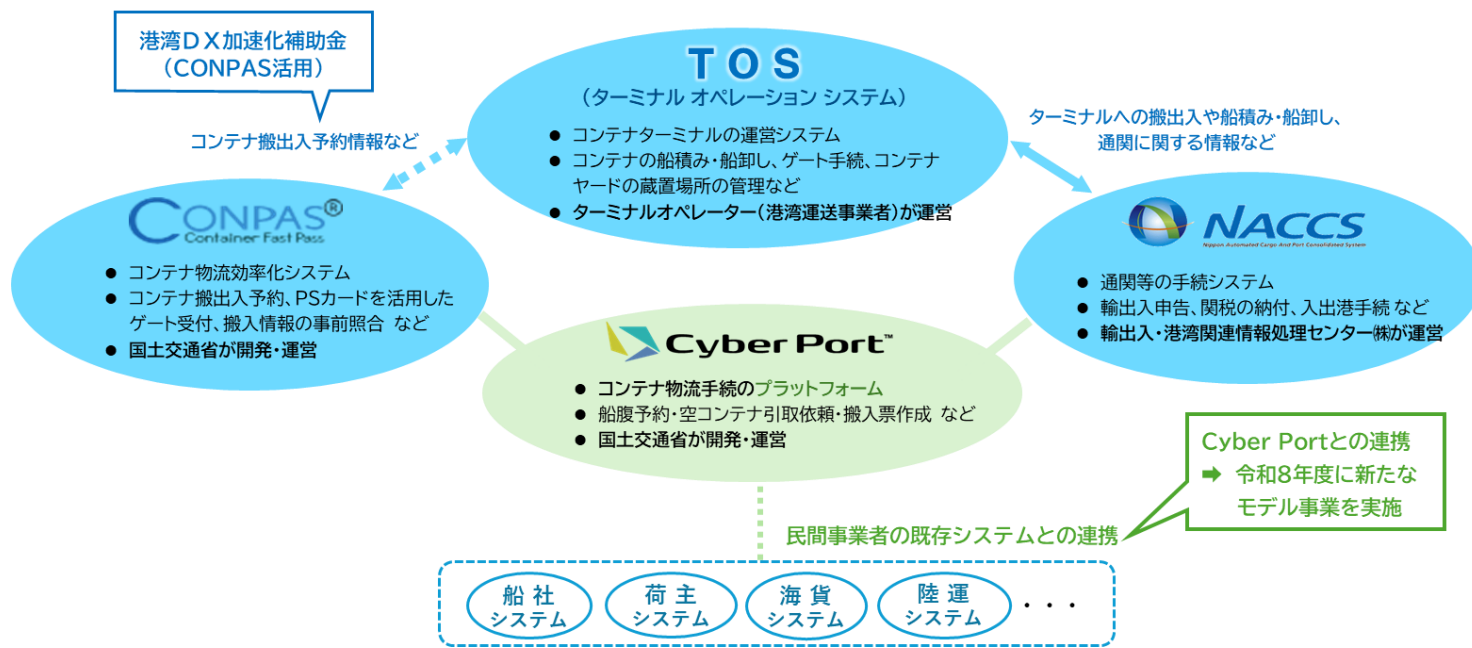 港湾DX加速化補助金
（CONPAS活用）
コンテナ搬出入予約情報など
TOS
（ターミナル オペレーション システム）
● コンテナターミナルの運営システム
● コンテナの船積み・船卸し、ゲート手続、コンテナ
ヤードの蔵置場所の管理など
● ターミナルオペレーター（港湾運送事業者）が運営
ターミナルへの搬出入や船積み・船卸し、
通関に関する情報など
CONPAS®
Container Fast Pass
● コンテナ物流効率化システム
● コンテナ搬出入予約、PSカードを活用した
ゲート受付、搬入情報の事前照合 など
● 国土交通省が開発・運営
NACCS
Nippon Automated Cargo And Port Consolidated System
● 通関等の手続システム
● 輸出入申告、関税の納付、入出港手続 など
● 輸出入・港湾関連情報処理センター㈱が運営
Cyber Port™
● コンテナ物流手続のプラットフォーム
● 船腹予約・空コンテナ引取依頼・搬入票作成 など
● 国土交通省が開発・運営
Cyber Portとの連携
➡ 令和8年度に新たな
モデル事業を実施
民間事業者の既存システムとの連携
船社
システム
荷主
システム
海貨
システム
陸運
システム
・・・